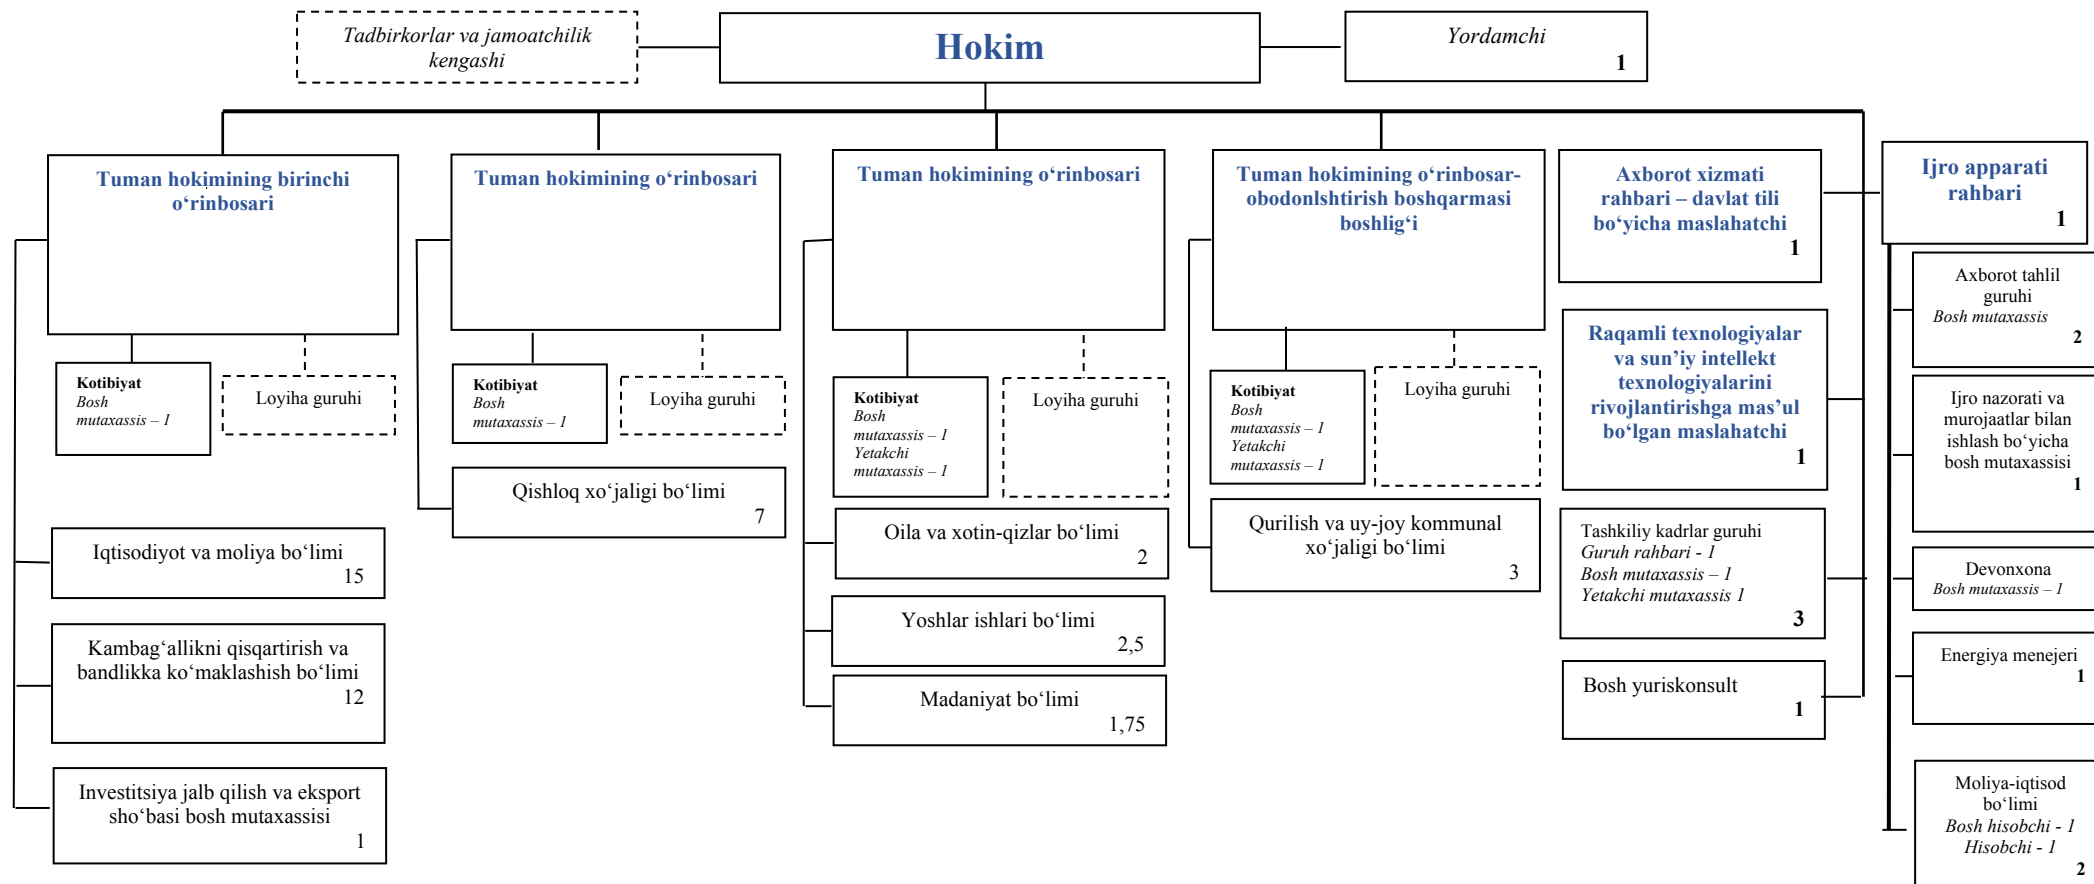 Tadbirkorlar va jamoatchilik
kengashi
Hokim
Yordamchi
1
Tuman hokimining birinchi
o‘rinbosari
Kotibiyat
Bosh
mutaxassis – 1
Loyiha guruhi
Iqtisodiyot va moliya bo‘limi
15
Kambag‘allikni qisqartirish va
bandlikka ko‘maklashish bo‘limi
12
Investitsiya jalb qilish va eksport
sho‘basi bosh mutaxassisi
1
Tuman hokimining o‘rinbosari
Kotibiyat
Bosh
mutaxassis – 1
Loyiha guruhi
Qishloq xo‘jaligi bo‘limi
7
Tuman hokimining o‘rinbosari
Kotibiyat
Bosh
mutaxassis – 1
Yetakchi
mutaxassis – 1
Loyiha guruhi
Oila va xotin-qizlar bo‘limi
2
Yoshlar ishlari bo‘limi
2,5
Madaniyat bo‘limi
1,75
Tuman hokimining o‘rinbosar-
obodonlshtirish boshqarmasi
boshlig‘i
Kotibiyat
Bosh
mutaxassis – 1
Yetakchi
mutaxassis – 1
Loyiha guruhi
Qurilish va uy-joy kommunal
xo‘jaligi bo‘limi
3
Axborot xizmati
rahbari – davlat tili
bo‘yicha maslahatchi
1
Raqamli texnologiyalar
va sun’iy intellekt
texnologiyalarini
rivojlantirishga mas’ul
bo‘lgan maslahatchi
1
Tashkiliy kadrlar guruhi
Guruh rahbari - 1
Bosh mutaxassis – 1
Yetakchi mutaxassis 1
3
Bosh yuriskonsult
1
Ijro apparati
rahbari
1
Axborot tahlil
guruhi
Bosh mutaxassis
2
Ijro nazorati va
murojaatlar bilan
ishlash bo‘yicha
bosh mutaxassisi
1
Devonxona
Bosh mutaxassis – 1
Energiya menejeri
1
Moliya-iqtisod
bo‘limi
Bosh hisobchi - 1
Hisobchi - 1
2